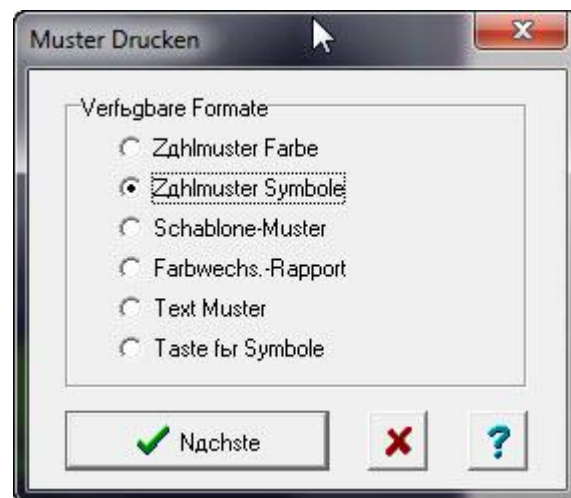 Muster Drucken
Verfьgbare Formate
Zдhlmuster Farbe
Zдhlmuster Symbole
Schablone-Muster
Farbwechs.-Rapport
Text Muster
Taste fьr Symbole
Nдchste
?